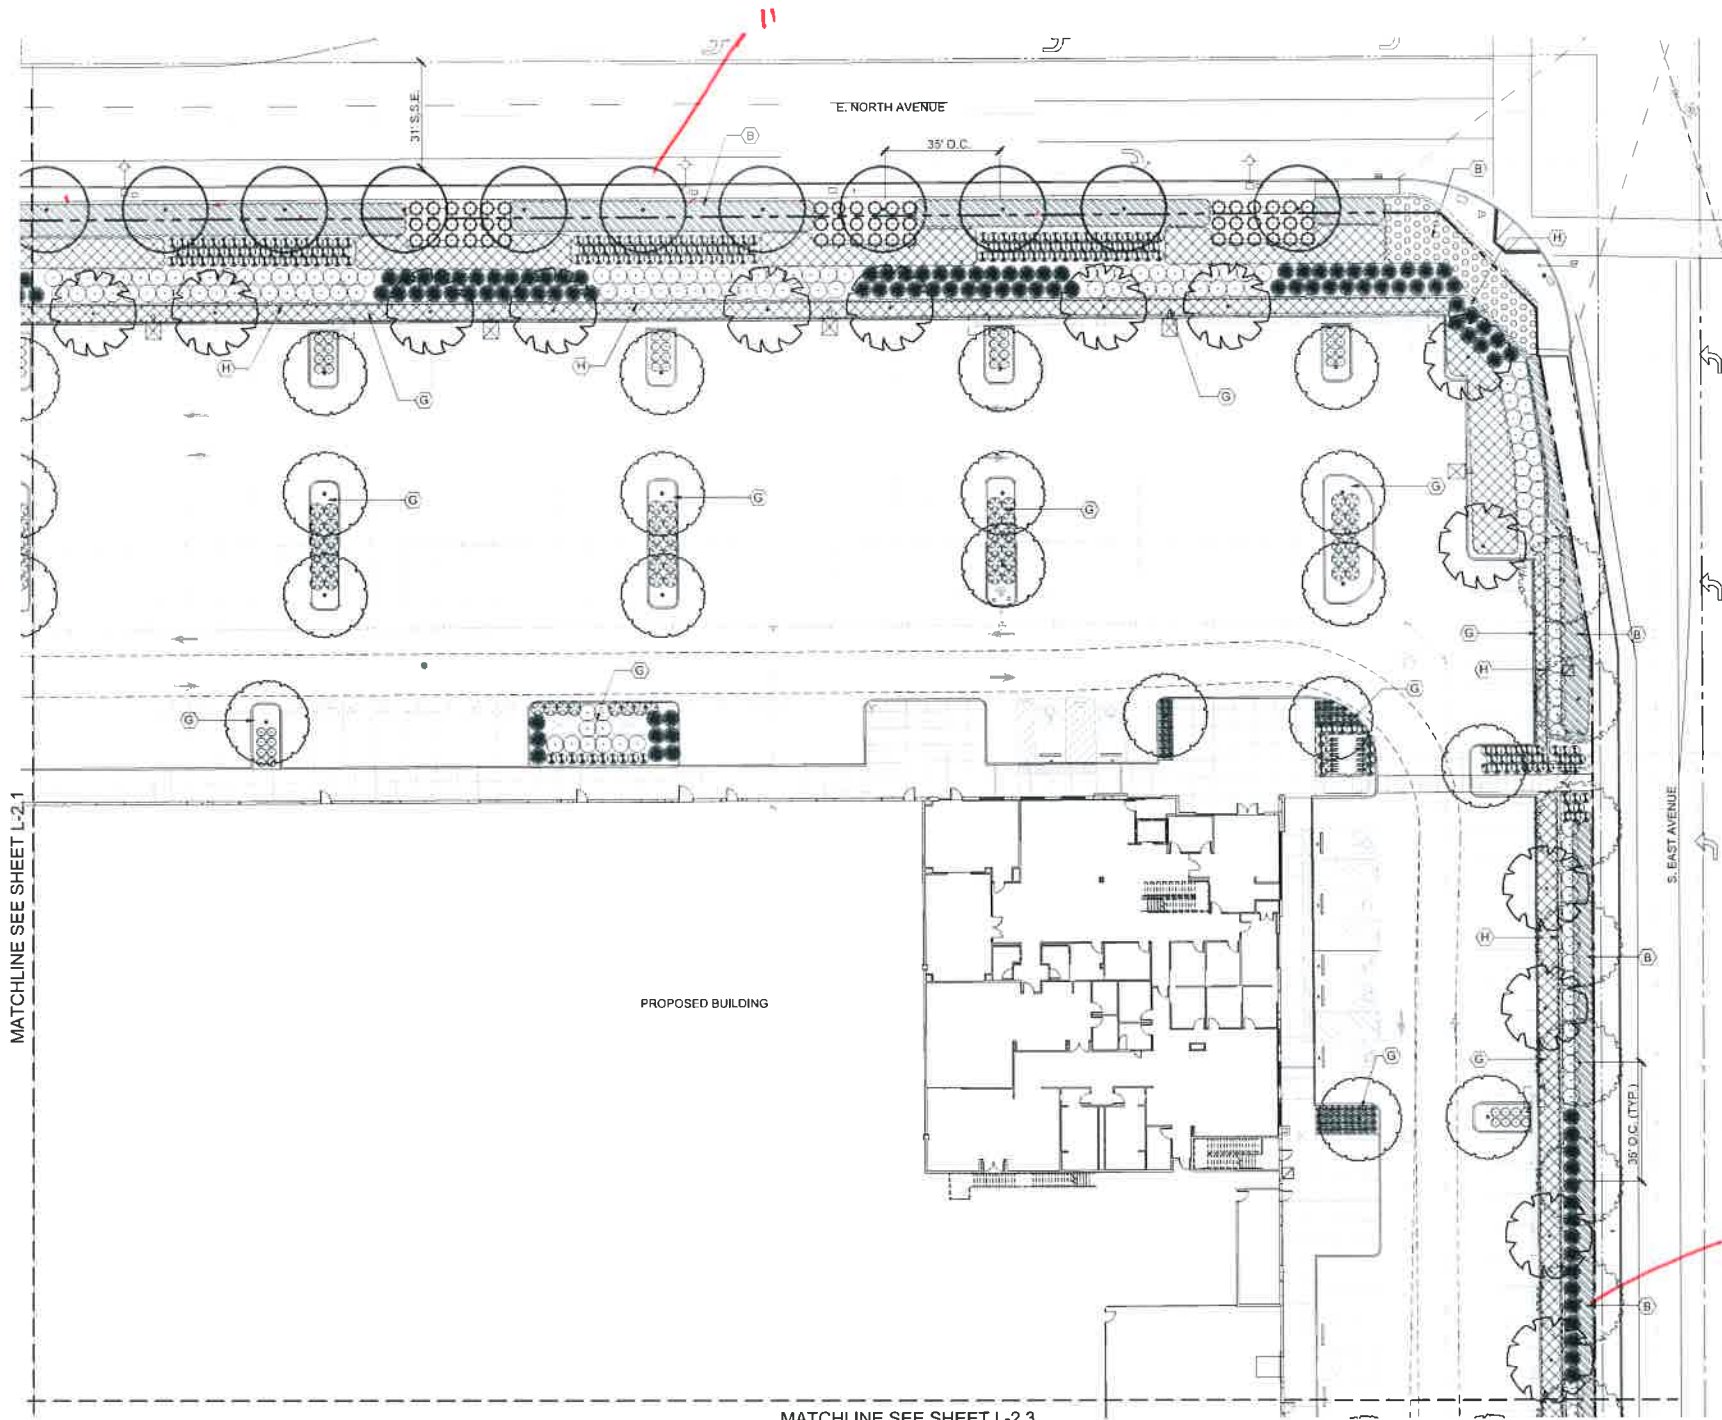 11
E. NORTH AVENUE
31' S.S.E.
B
35' O.C.
B
H
H
G
H
G
G
G
G
G
G
G
B
H
G
G
G
MATCHLINE SEE SHEET L-2.1
S. EAST AVENUE
H
B
PROPOSED BUILDING
G
G
35' O.C. (TYP.)
B
MATCHLINE SEE SHEET L-2.3